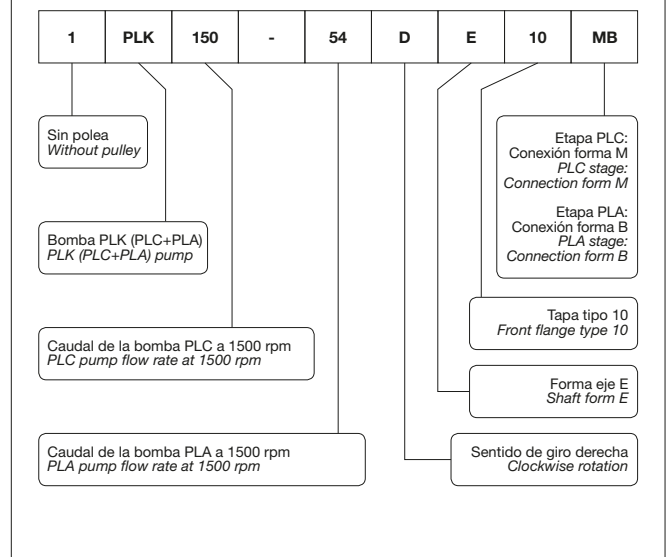 1 PLK 150 - 54 D E 10 MB
Sin polea
Without pulley
Etapa PLC:
Conexión forma M
PLC stage:
Connection form M
Etapa PLA:
Conexión forma B
PLA stage:
Connection form B
Bomba PLK (PLC+PLA)
PLK (PLC+PLA) pump
Tapa tipo 10
Front flange type 10
Caudal de la bomba PLC a 1500 rpm
PLC pump flow rate at 1500 rpm
Forma eje E
Shaft form E
Caudal de la bomba PLA a 1500 rpm
PLA pump flow rate at 1500 rpm
Sentido de giro derecha
Clockwise rotation